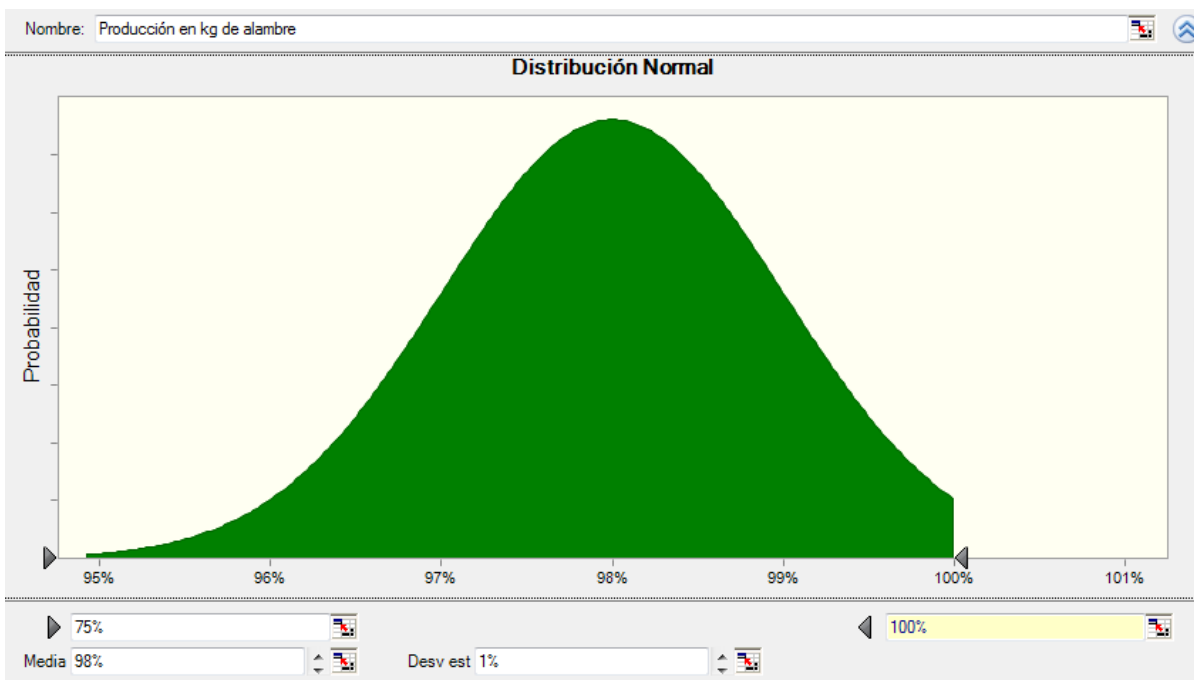 Nombre: Producción en kg de alambre
Distribución Normal
Probabilidad
95% 96% 97% 98% 99% 100% 101%
75% 100%
Media 98% Desv est 1%